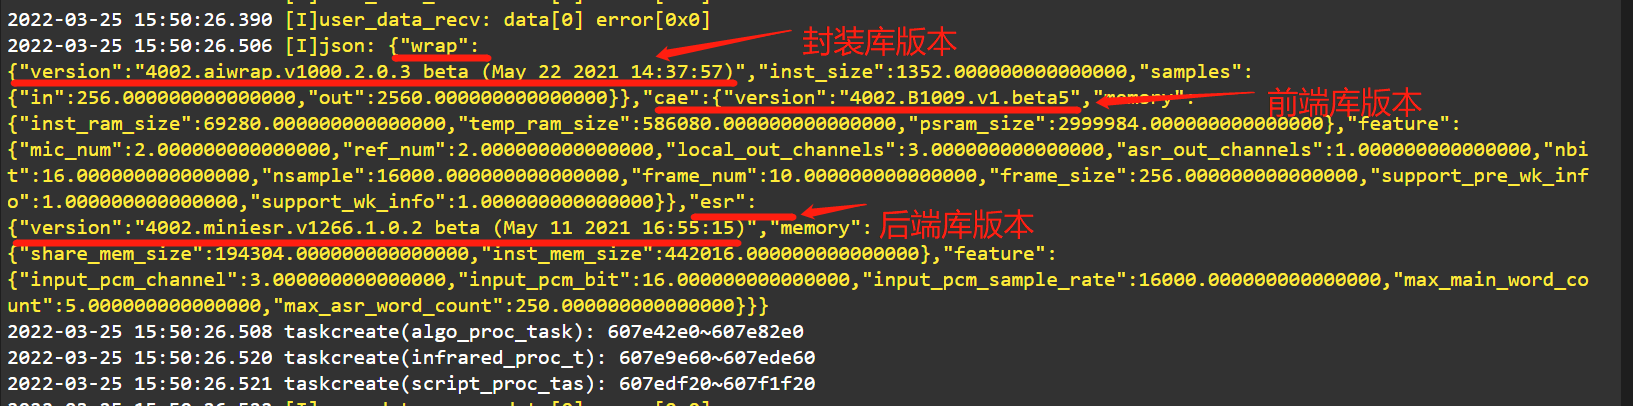 2022-03-25 15:50:26.390 [I]user_data_recv: data[0] error[0x0]
2022-03-25 15:50:26.506 [I]json: {"wrap":
封装库版本
{"version":"4002.aiwrap.v1000.2.0.3 beta (May 22 2021 14:37:57)","inst_size":1352.000000000000000,"samples":
{"in":256.000000000000000,"out":2560.000000000000000}},"cae":{"version":"4002.B1009.v1.beta5","memory":
前端库版本
{"inst_ram_size":69280.000000000000000,"temp_ram_size":586080.000000000000000,"psram_size":2999984.000000000000000},"feature":
{"mic_num":2.000000000000000,"ref_num":2.000000000000000,"local_out_channels":3.000000000000000,"asr_out_channels":1.000000000000000,"nbi
t":16.000000000000000,"nsample":16000.000000000000000,"frame_num":10.000000000000000,"frame_size":256.000000000000000,"support_pre_wk_inf
o":1.000000000000000,"support_wk_info":1.000000000000000}},"esr":
后端库版本
{"version":"4002.miniesr.v1266.1.0.2 beta (May 11 2021 16:55:15)","memory":
{"share_mem_size":194304.000000000000000,"inst_mem_size":442016.000000000000000},"feature":
{"input_pcm_channel":3.000000000000000,"input_pcm_bit":16.000000000000000,"input_pcm_sample_rate":16000.000000000000000,"max_main_word_co
unt":5.000000000000000,"max_asr_word_count":250.000000000000000}}}
2022-03-25 15:50:26.508 taskcreate(algo_proc_task): 607e42e0~607e82e0
2022-03-25 15:50:26.520 taskcreate(infrared_proc_t): 607e9e60~607ede60
2022-03-25 15:50:26.521 taskcreate(script_proc_tas): 607edf20~607f1f20